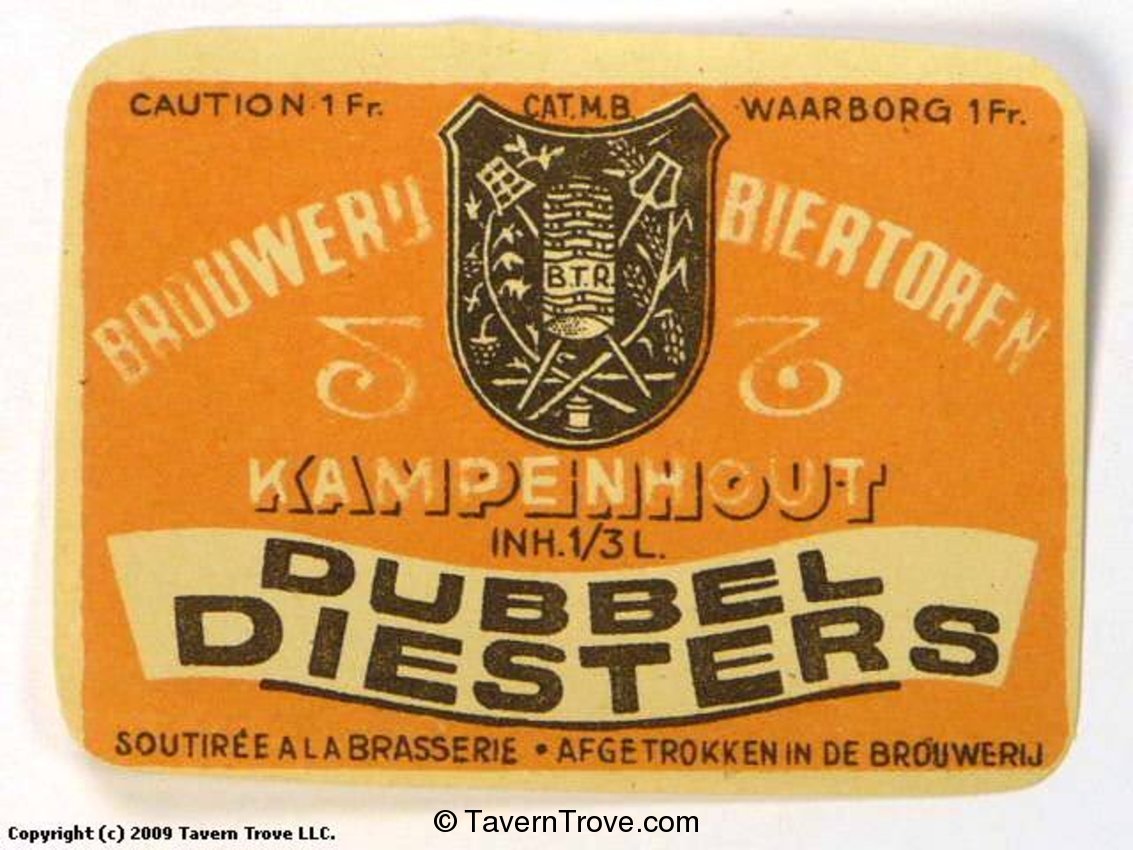 CAUTION 1 Fr. CAT. M.B. WAARBORG 1 Fr.
BROUWERIJ BIERTOREN
B.T.R
KAMPENHOUT
INH. 1/3 L.
DUBBEL
DIESTERS
SOUTIRÉE A LA BRASSERIE • AFGETROKKEN IN DE BROUWERIJ
Copyright (c) 2009 Tavern Trove LLC.
© TavernTrove.com